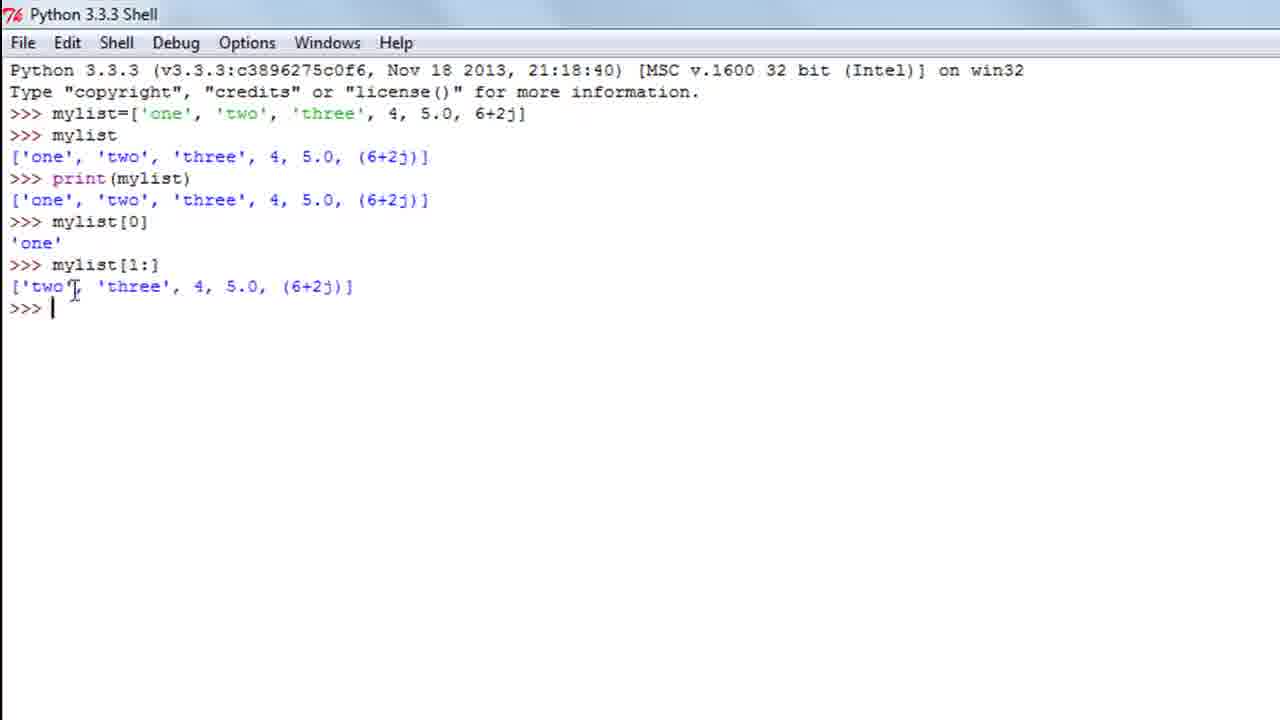 Python 3.3.3 Shell
File Edit Shell Debug Options Windows Help
Python 3.3.3 (v3.3.3:c3896275c0f6, Nov 18 2013, 21:18:40) [MSC v.1600 32 bit (Intel)] on win32
Type "copyright", "credits" or "license()" for more information.
>>> mylist=['one', 'two', 'three', 4, 5.0, 6+2j]
>>> mylist
['one', 'two', 'three', 4, 5.0, (6+2j)]
>>> print(mylist)
['one', 'two', 'three', 4, 5.0, (6+2j)]
>>> mylist[0]
'one'
>>> mylist[1:]
['two', 'three', 4, 5.0, (6+2j)]
>>>